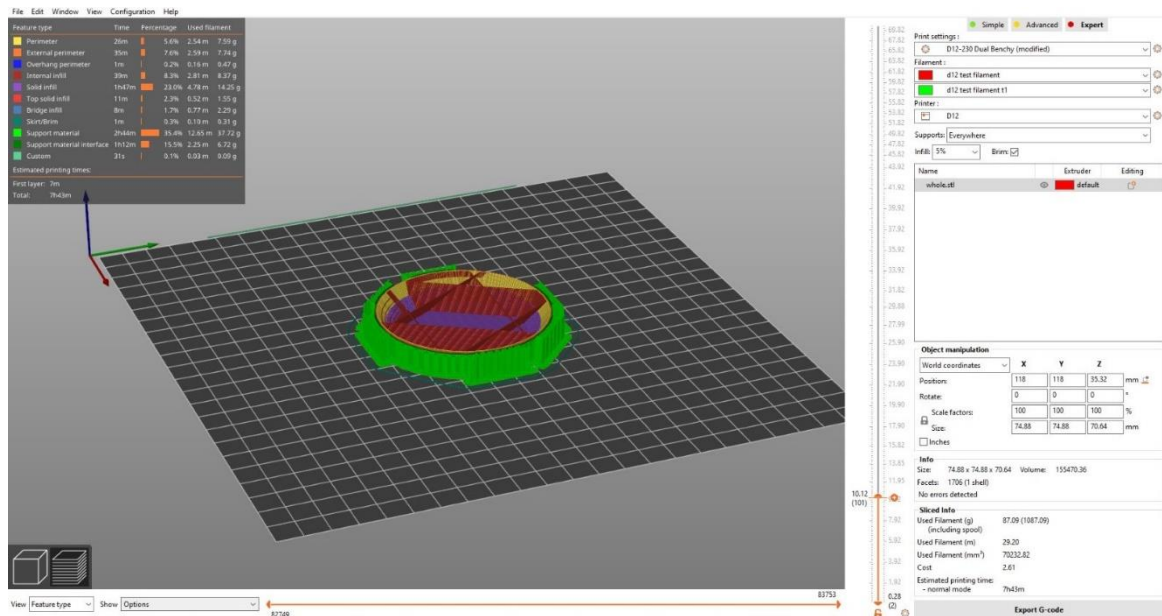 File Edit Window View Configuration Help
Feature type Time Percentage Used filament
Perimeter 26m 5.6% 2.54 m 7.59 g
External perimeter 35m 7.6% 2.59 m 7.74 g
Overhang perimeter 1m 0.2% 0.16 m 0.47 g
Internal infill 39m 8.3% 2.81 m 8.37 g
Solid infill 1h47m 23.0% 4.78 m 14.25 g
Top solid infill 11m 2.3% 0.52 m 1.55 g
Bridge infill 8m 1.7% 0.77 m 2.29 g
Skirt/Brim 1m 0.3% 0.10 m 0.31 g
Support material 2h44m 35.4% 12.65 m 37.72 g
Support material interface 1h12m 15.5% 2.25 m 6.72 g
Custom 31s 0.1% 0.03 m 0.09 g
Estimated printing times:
First layer: 7m
Total: 7h43m
View Feature type Show Options
82749
83753
10.12
(101)
0.28
(2)
Simple Advanced Expert
Print settings :
D12-230 Dual Benchy (modified)
Filament :
d12 test filament
d12 test filament t1
Printer :
D12
Supports: Everywhere
Infill: 5% Brim:
Name Extruder Editing
whole.stl default
Object manipulation
World coordinates X Y Z
Position: 118 118 35.32 mm
Rotate: 0 0 0 °
Scale factors: 100 100 100 %
Size: 74.88 74.88 70.64 mm
Inches
Info
Size: 74.88 x 74.88 x 70.64 Volume: 155470.36
Facets: 1706 (1 shell)
No errors detected
Sliced Info
Used Filament (g) 87.09 (1087.09)
(including spool)
Used Filament (m) 29.20
Used Filament (mm³) 70232.82
Cost 2.61
Estimated printing time:
- normal mode 7h43m
Export G-code